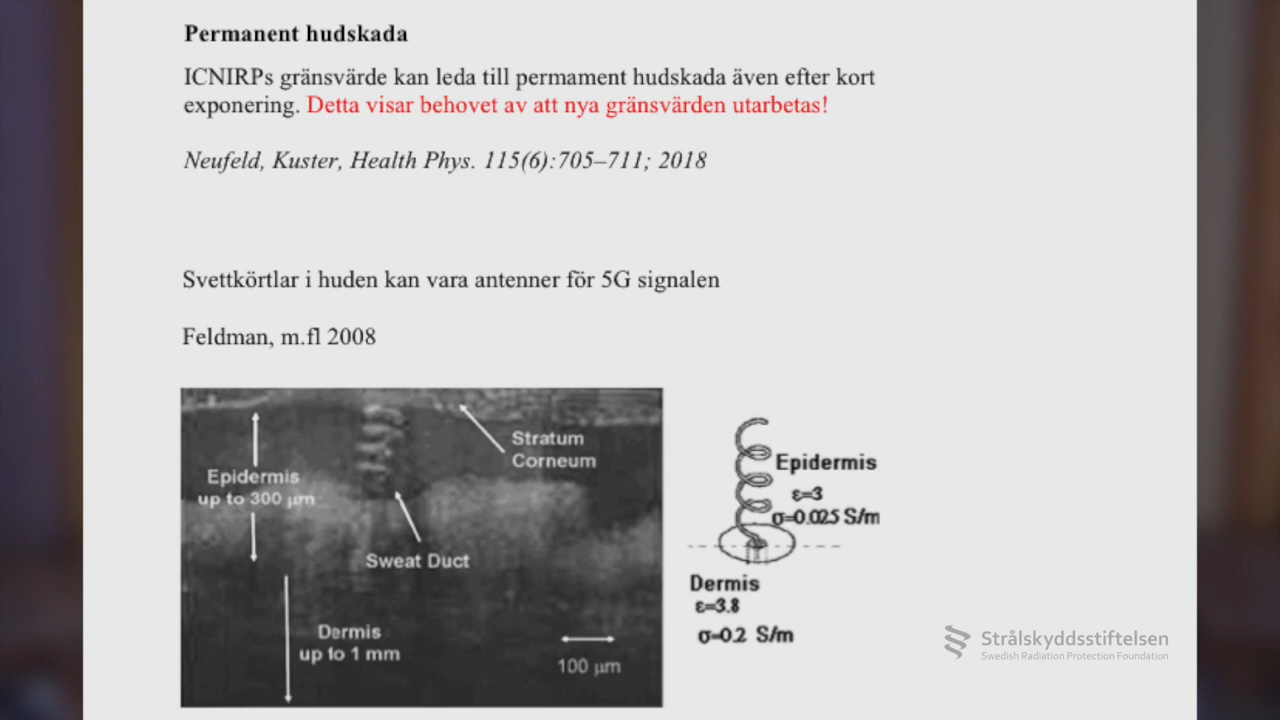 Permanent hudskada
ICNIRPs gränsvärde kan leda till permament hudskada även efter kort
exponering. Detta visar behovet av att nya gränsvärden utarbetas!
Neufeld, Kuster, Health Phys. 115(6):705–711; 2018
Svettkörtlar i huden kan vara antenner för 5G signalen
Feldman, m.fl 2008
Stratum
Corneum
Epidermis
up to 300 μm
Sweat Duct
Dermis
up to 1 mm
100 μm
Epidermis
ε=3
σ=0.025 S/m
Dermis
ε=3.8
σ=0.2 S/m
Strålskyddsstiftelsen
Swedish Radiation Protection Foundation